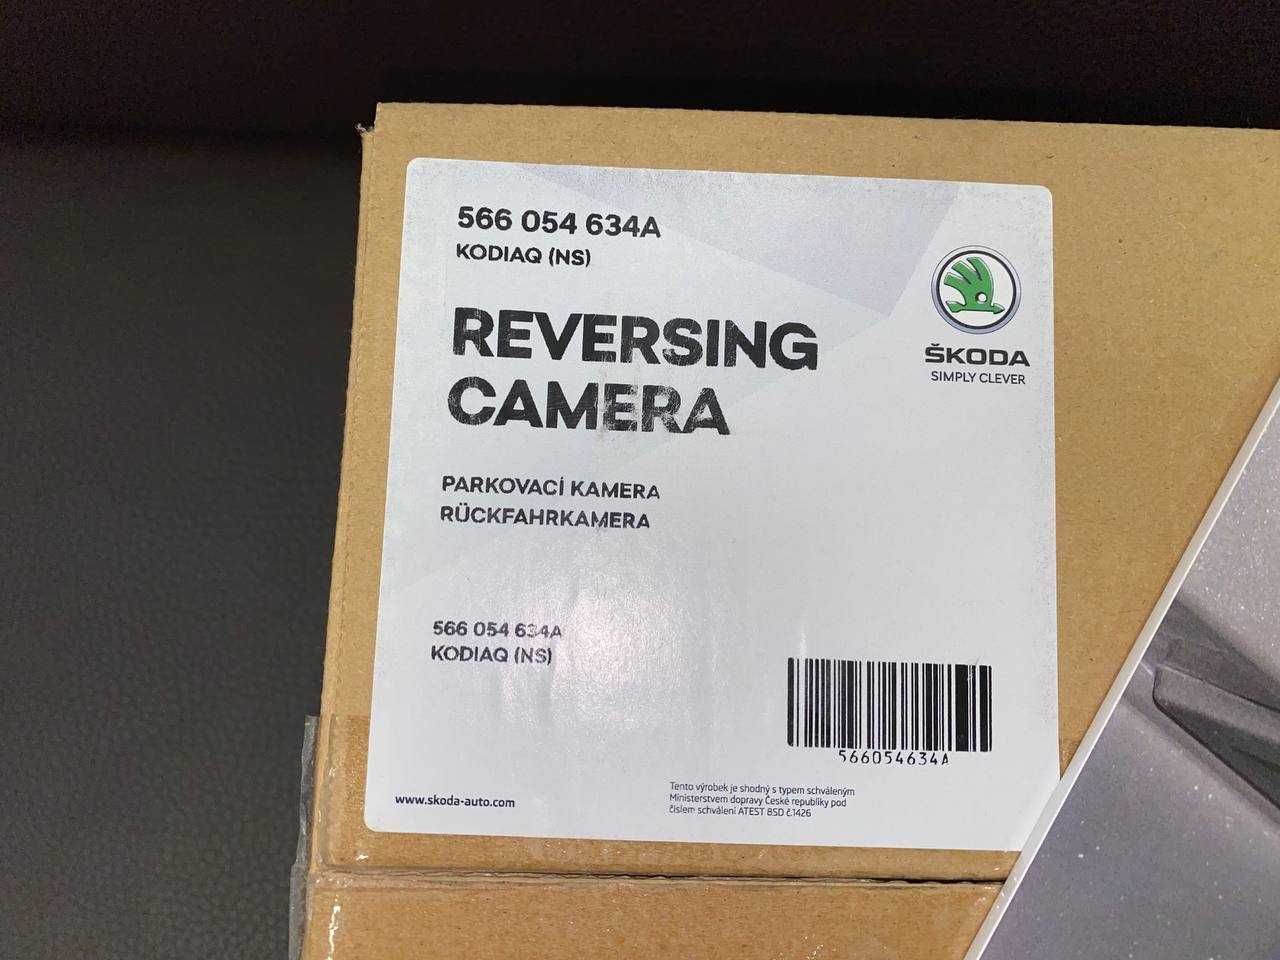 566 054 634A
KODIAQ (NS)
REVERSING
CAMERA
ŠKODA
SIMPLY CLEVER
PARKOVACÍ KAMERA
RÜCKFAHRKAMERA
566 054 634A
KODIAQ (NS)
566054634A
www.skoda-auto.com
Tento výrobek je shodný s typem schváleným
Ministerstvem dopravy České republiky pod
číslem schválení ATEST 8SD č.1426